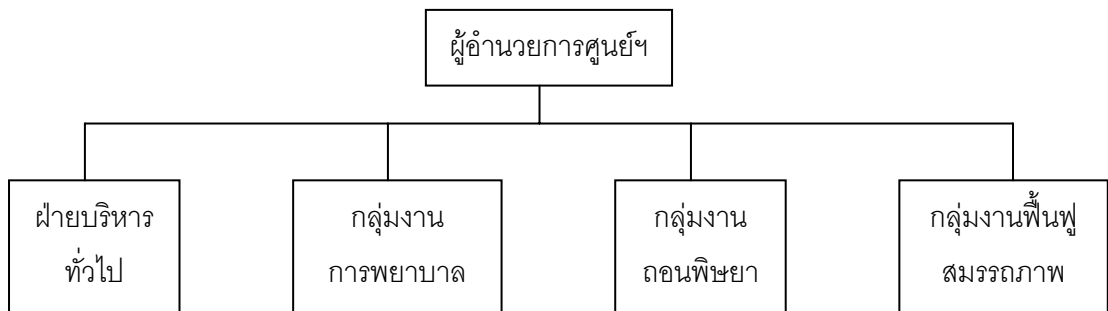 ผู้อำนวยการศูนย์ฯ
ฝ่ายบริหาร
ทั่วไป
กลุ่มงาน
การพยาบาล
กลุ่มงาน
ถอนพิษยา
กลุ่มงานฟื้นฟู
สมรรถภาพ